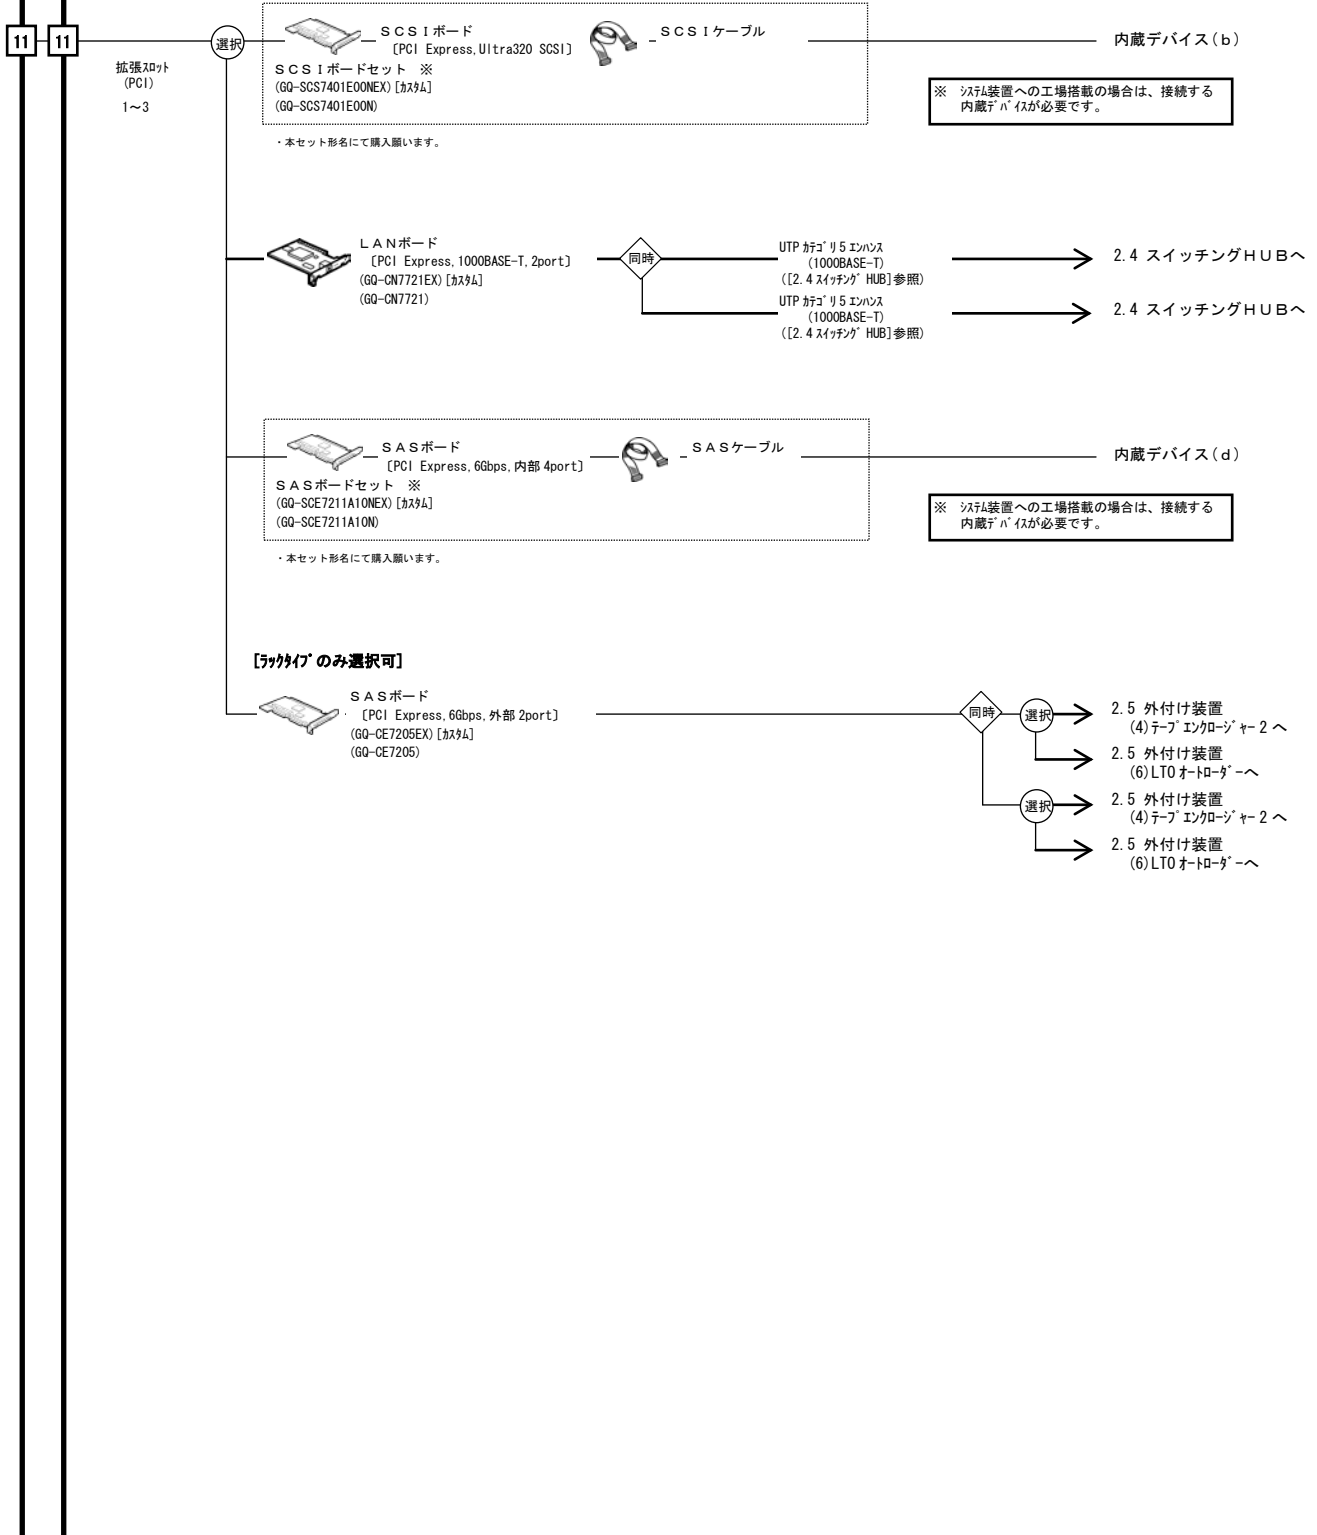 11
11
拡張ｽﾛｯﾄ
(PCI)
1～3
選択
ＳＣＳＩボード
〔PCI Express,Ultra320 SCSI〕
ＳＣＳＩケーブル
ＳＣＳＩボードセット　※
(GQ-SCS7401E00NEX)[ｶｽﾀﾑ]
(GQ-SCS7401E00N)
・本セット形名にて購入願います。
内蔵デバイス(ｂ)
※　ｼｽﾃﾑ装置への工場搭載の場合は、接続する
内蔵ﾃﾞﾊﾞｲｽが必要です。
ＬＡＮボード
〔PCI Express,1000BASE-T,2port〕
(GQ-CN7721EX)[ｶｽﾀﾑ]
(GQ-CN7721)
同時
UTP ｶﾃｺﾞﾘ 5 ｴﾝﾊﾝｽ
(1000BASE-T)
([2.4 ｽｲｯﾁﾝｸﾞ HUB]参照)
2.4 スイッチングＨＵＢへ
UTP ｶﾃｺﾞﾘ 5 ｴﾝﾊﾝｽ
(1000BASE-T)
([2.4 ｽｲｯﾁﾝｸﾞ HUB]参照)
2.4 スイッチングＨＵＢへ
ＳＡＳボード
〔PCI Express,6Gbps,内部 4port〕
ＳＡＳケーブル
ＳＡＳボードセット　※
(GQ-SCE7211A10NEX)[ｶｽﾀﾑ]
(GQ-SCE7211A10N)
・本セット形名にて購入願います。
内蔵デバイス(ｄ)
※　ｼｽﾃﾑ装置への工場搭載の場合は、接続する
内蔵ﾃﾞﾊﾞｲｽが必要です。
[ﾗｯｸﾀｲﾌﾟのみ選択可]
ＳＡＳボード
〔PCI Express,6Gbps,外部 2port〕
(GQ-CE7205EX)[ｶｽﾀﾑ]
(GQ-CE7205)
同時
選択
2.5 外付け装置
(4)ﾃｰﾌﾟｴﾝｸﾛｰｼﾞｬｰ 2 へ
2.5 外付け装置
(6)LTO ｵｰﾄﾛｰﾀﾞｰへ
選択
2.5 外付け装置
(4)ﾃｰﾌﾟｴﾝｸﾛｰｼﾞｬｰ 2 へ
2.5 外付け装置
(6)LTO ｵｰﾄﾛｰﾀﾞｰへ